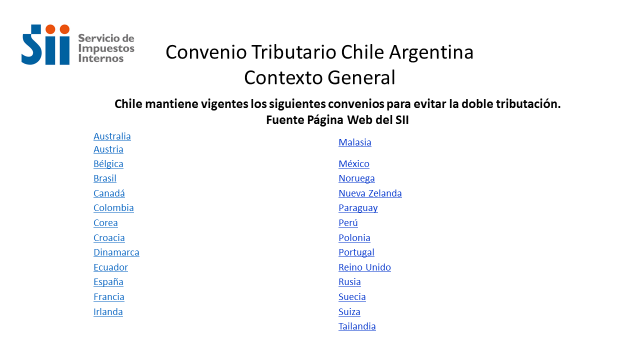 Sii
Servicio de
Impuestos
Internos
Convenio Tributario Chile Argentina
Contexto General
Chile mantiene vigentes los siguientes convenios para evitar la doble tributación.
Fuente Página Web del SII
Australia
Austria
Bélgica
Brasil
Canadá
Colombia
Corea
Croacia
Dinamarca
Ecuador
España
Francia
Irlanda
Malasia
México
Noruega
Nueva Zelanda
Paraguay
Perú
Polonia
Portugal
Reino Unido
Rusia
Suecia
Suiza
Tailandia